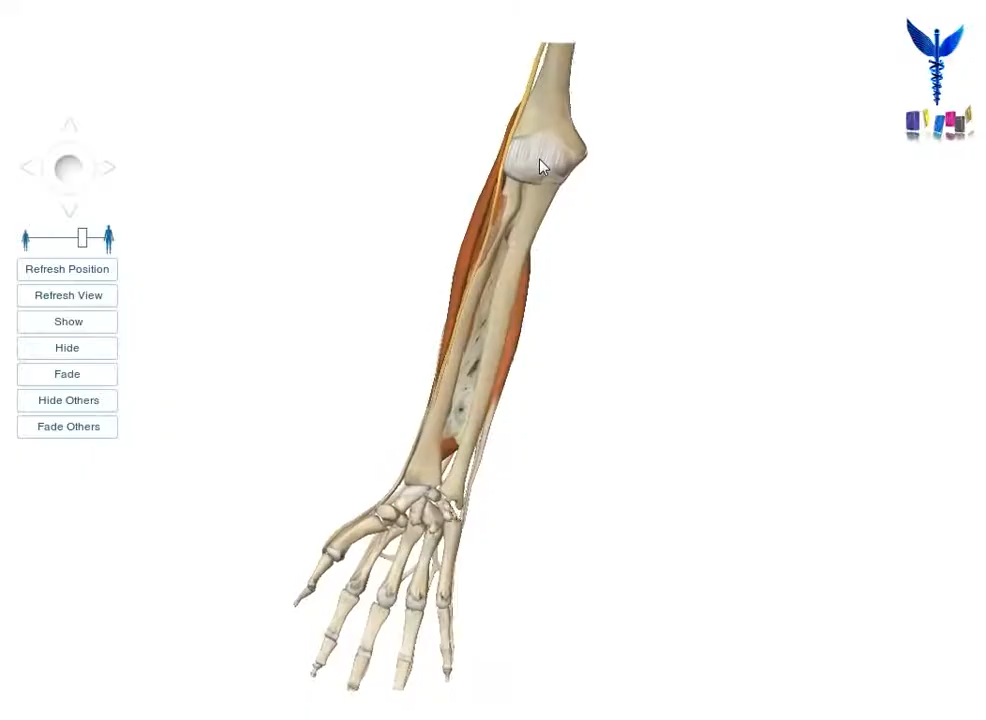 Refresh Position
Refresh View
Show
Hide
Fade
Hide Others
Fade Others